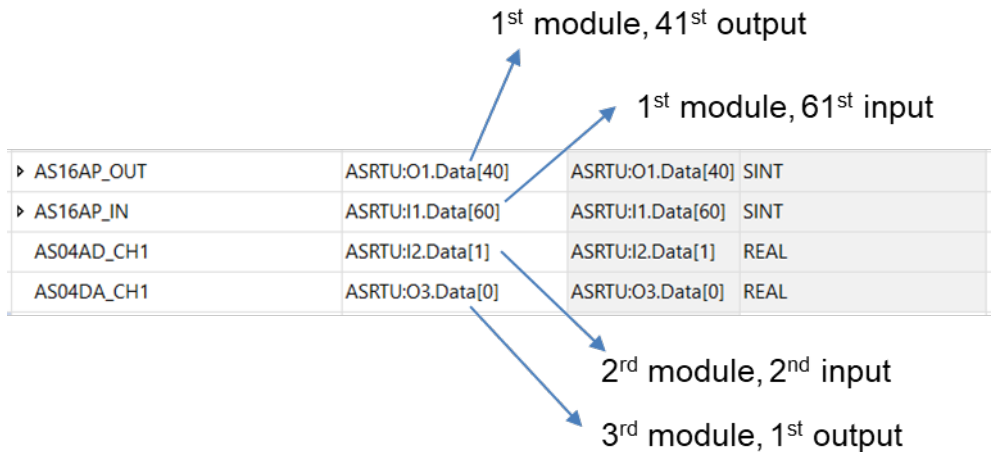 1st module, 41st output
1st module, 61st input
AS16AP_OUT ASRTU:O1.Data[40] ASRTU:O1.Data[40] SINT
AS16AP_IN ASRTU:I1.Data[60] ASRTU:I1.Data[60] SINT
AS04AD_CH1 ASRTU:I2.Data[1] ASRTU:I2.Data[1] REAL
AS04DA_CH1 ASRTU:O3.Data[0] ASRTU:O3.Data[0] REAL
2rd module, 2nd input
3rd module, 1st output